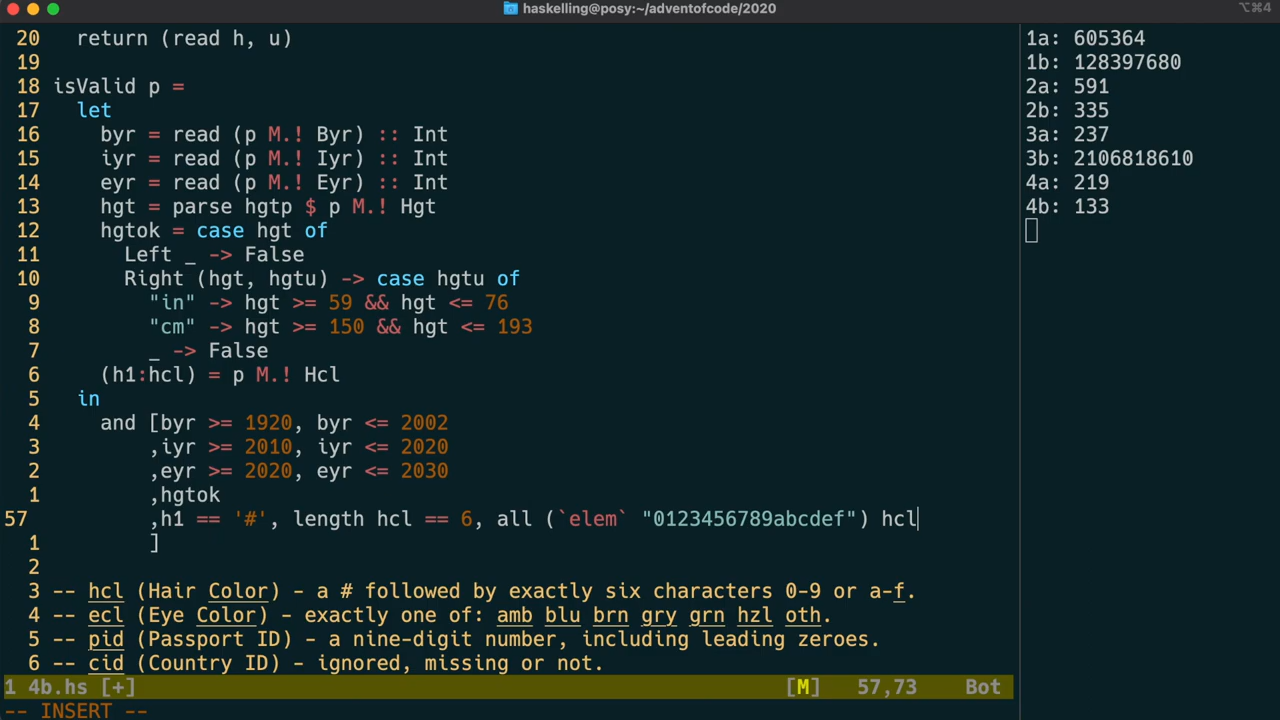 haskelling@posy:~/adventofcode/2020
⌥⌘4
20 return (read h, u)
19
18 isValid p =
17 let
16 byr = read (p M.! Byr) :: Int
15 iyr = read (p M.! Iyr) :: Int
14 eyr = read (p M.! Eyr) :: Int
13 hgt = parse hgtp $ p M.! Hgt
12 hgtok = case hgt of
11 Left _ -> False
10 Right (hgt, hgtu) -> case hgtu of
9 "in" -> hgt >= 59 && hgt <= 76
8 "cm" -> hgt >= 150 && hgt <= 193
7 _ -> False
6 (h1:hcl) = p M.! Hcl
5 in
4 and [byr >= 1920, byr <= 2002
3 ,iyr >= 2010, iyr <= 2020
2 ,eyr >= 2020, eyr <= 2030
1 ,hgtok
57 ,h1 == '#', length hcl == 6, all (`elem` "0123456789abcdef") hcl
1 ]
2
3 -- hcl (Hair Color) - a # followed by exactly six characters 0-9 or a-f.
4 -- ecl (Eye Color) - exactly one of: amb blu brn gry grn hzl oth.
5 -- pid (Passport ID) - a nine-digit number, including leading zeroes.
6 -- cid (Country ID) - ignored, missing or not.
1 4b.hs [+] [M] 57,73 Bot
-- INSERT --
1a: 605364
1b: 128397680
2a: 591
2b: 335
3a: 237
3b: 2106818610
4a: 219
4b: 133